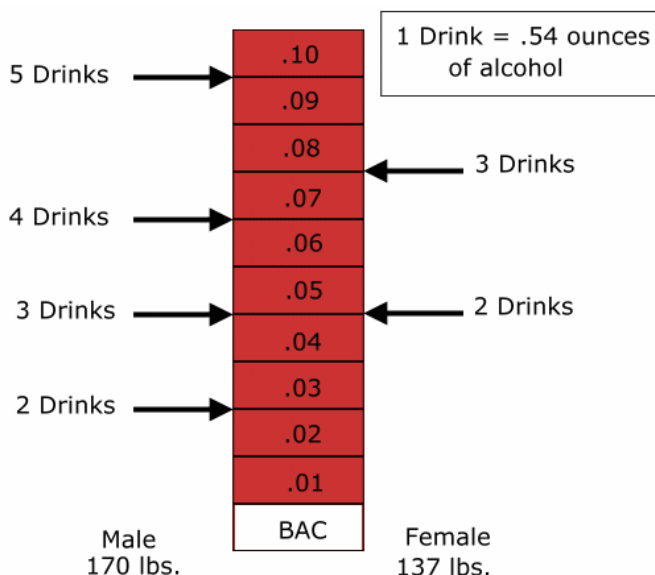 1 Drink = .54 ounces
of alcohol
.10
5 Drinks
.09
.08
3 Drinks
.07
4 Drinks
.06
.05
3 Drinks
2 Drinks
.04
.03
2 Drinks
.02
.01
BAC
Male
170 lbs.
Female
137 lbs.